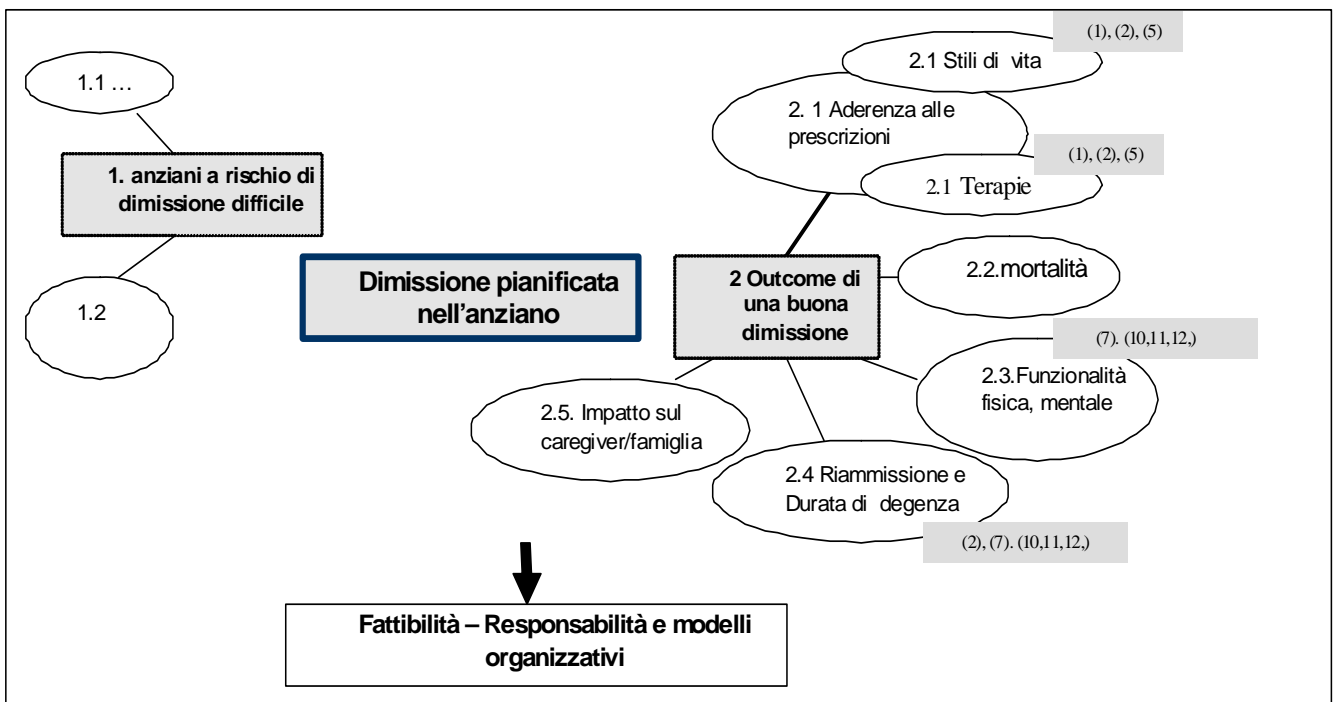 1.1 …
1. anziani a rischio di
dimissione difficile
1.2
Dimissione pianificata
nell’anziano
(1), (2), (5)
2.1 Stili di vita
2. 1 Aderenza alle
prescrizioni
(1), (2), (5)
2.1 Terapie
2 Outcome di
una buona
dimissione
2.2.mortalità
(7). (10,11,12,)
2.3.Funzionalità
fisica, mentale
2.5. Impatto sul
caregiver/famiglia
2.4 Riammissione e
Durata di degenza
(2), (7). (10,11,12,)
Fattibilità – Responsabilità e modelli
organizzativi